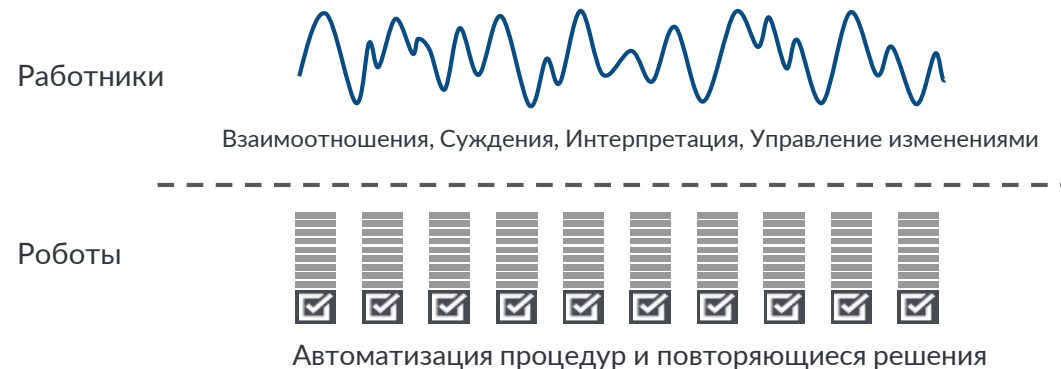 Работники
Взаимоотношения, Суждения, Интерпретация, Управление изменениями
Роботы
Автоматизация процедур и повторяющиеся решения